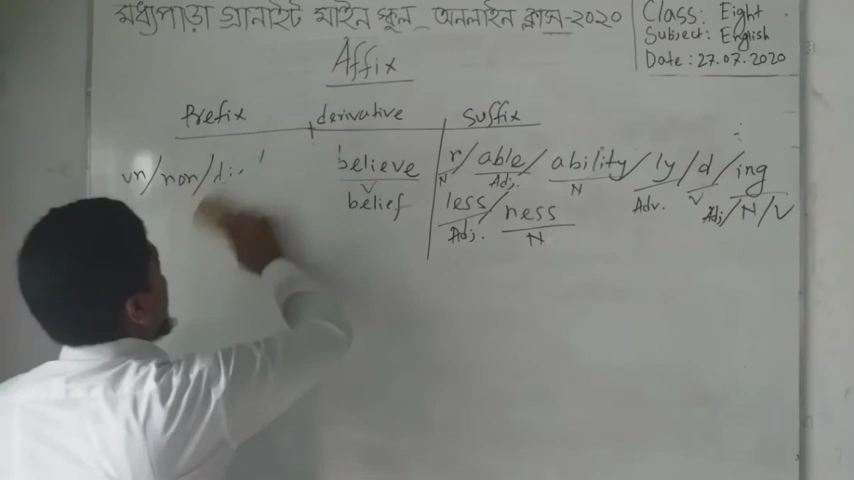 মধ্যপাড়া গ্রানাইট মাইন স্কুল অনলাইন ক্লাস-২০২০
Class: Eight
Subject: English
Date: 27.07.2020
Affix
Prefix derivative Suffix
un/non/di
believe
V
belief
r/able/ability/ly/d/ing
N Adj. N Adv. V Adj/N/V
less/ness
Adj. N